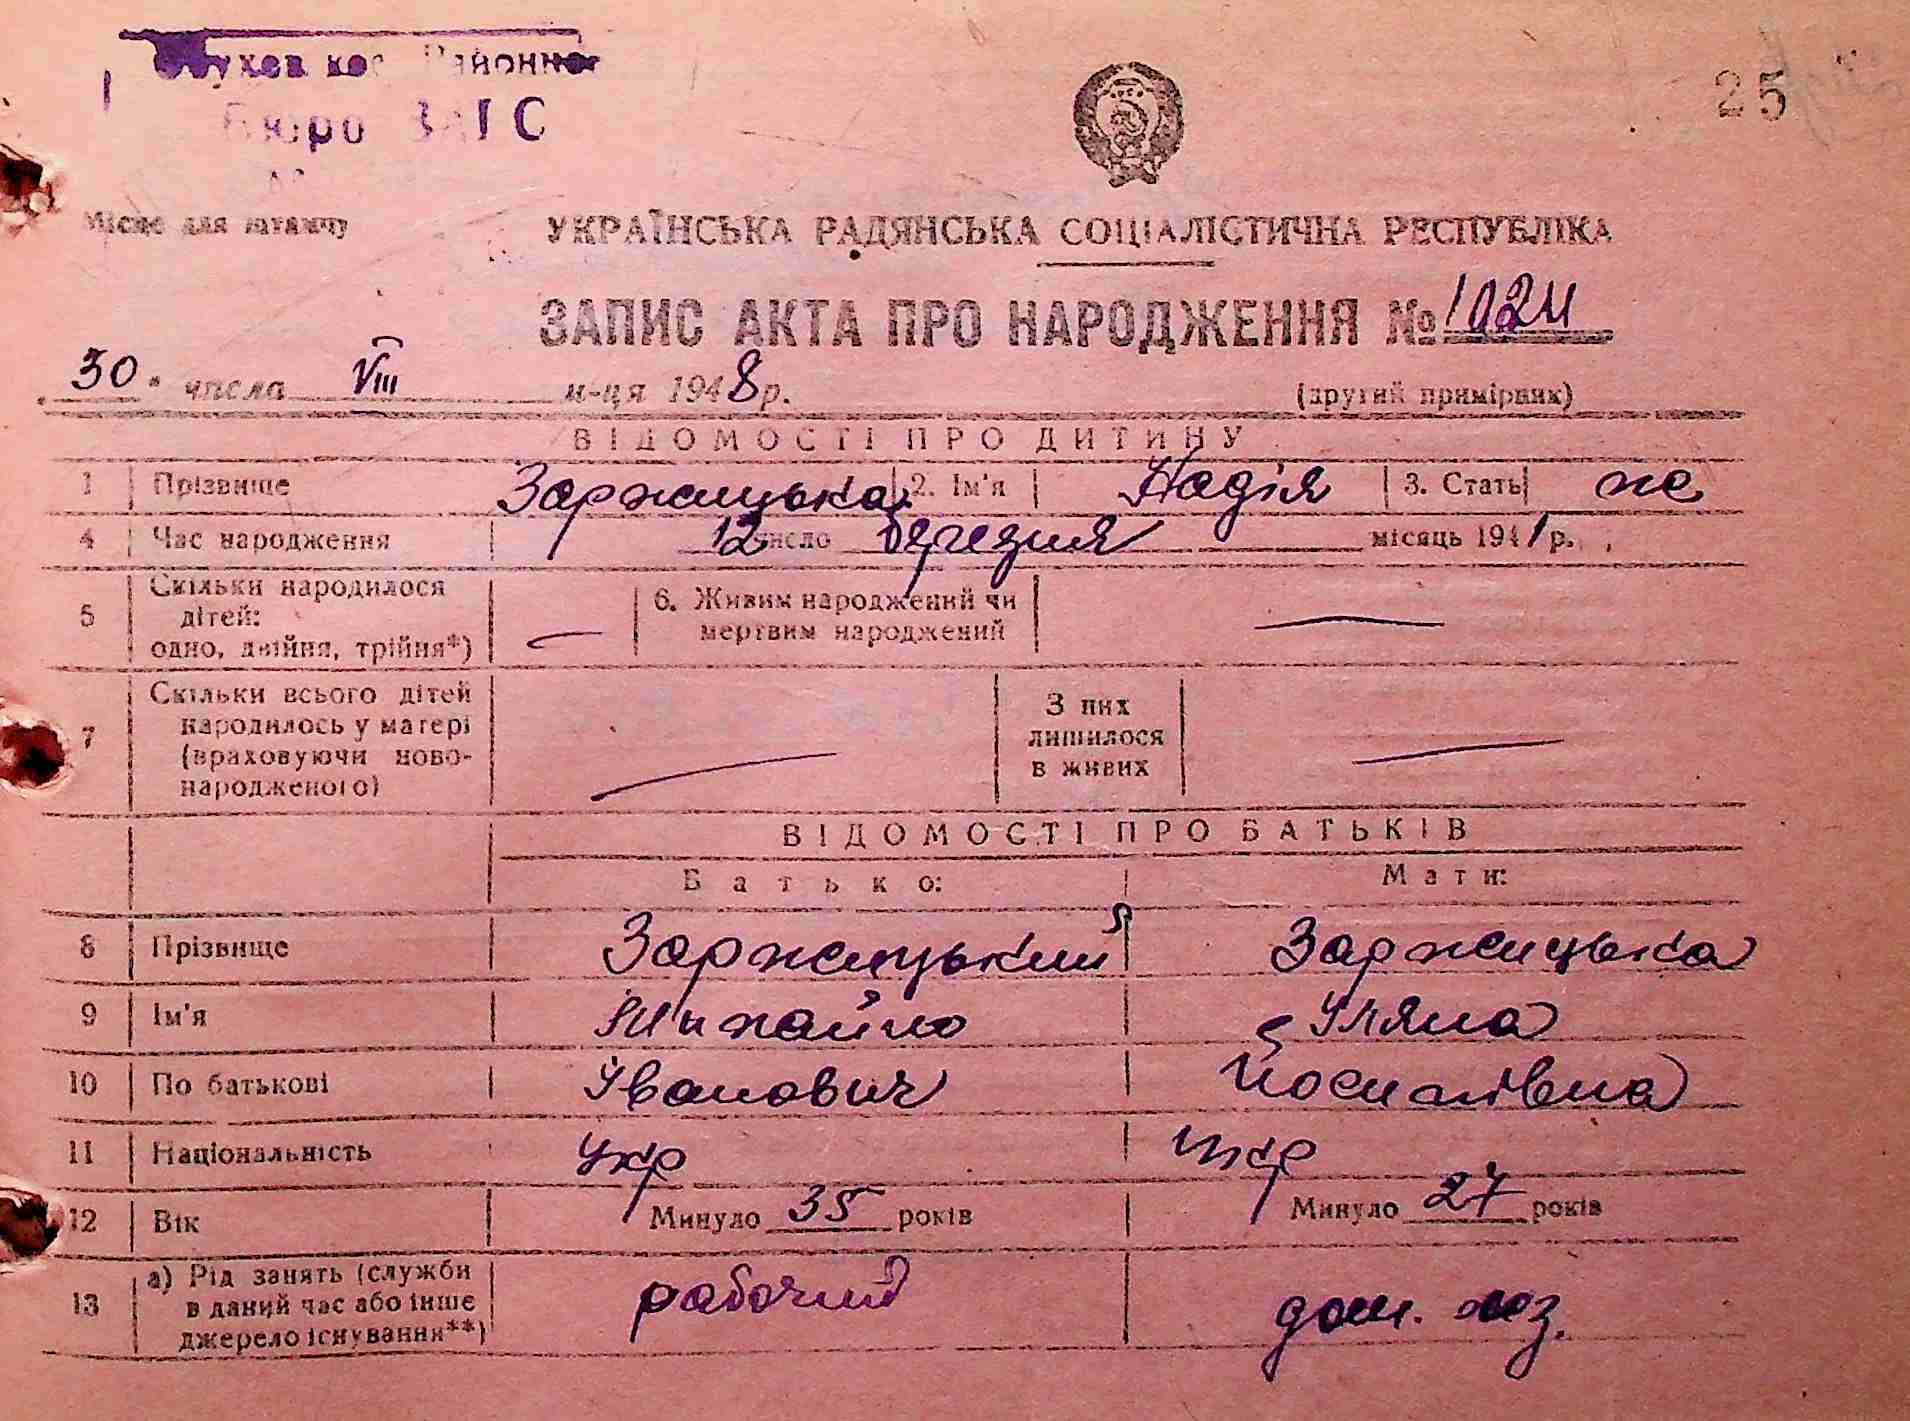 Районне
Бюро ЗАГС
25
Місце для штампу
УКРАЇНСЬКА РАДЯНСЬКА СОЦІАЛІСТИЧНА РЕСПУБЛІКА
ЗАПИС АКТА ПРО НАРОДЖЕННЯ №
30 числа VIII м-ця 1948 р.
(другий примірник)
ВІДОМОСТІ ПРО ДИТИНУ
1 Прізвище Заржицька 2. Ім'я Надія 3. Стать жс
4 Час народження 12 число березня місяць 1941 р.
5 Скільки народилося дітей: одно, двійня, трійня*) — 6. Живим народжений чи мертвим народжений —
7 Скільки всього дітей народилось у матері (враховуючи новонародженого) — З них лишилося в живих —
ВІДОМОСТІ ПРО БАТЬКІВ
Батько: Мати:
8 Прізвище Заржицький Заржицька
9 Ім'я Михайло Уляна
10 По батькові Іванович Йосипівна
11 Національність укр укр
12 Вік Минуло 35 років Минуло 27 років
13 а) Рід занять (служби в даний час або інше джерело існування**) рабочий дом. хоз.